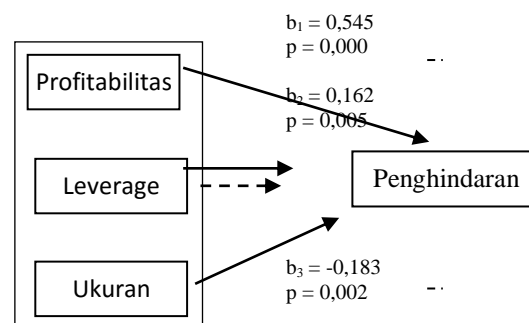 b₁ = 0,545
p = 0,000
Profitabilitas
b₂ = 0,162
p = 0,005
Leverage
Penghindaran
Ukuran
b₃ = -0,183
p = 0,002